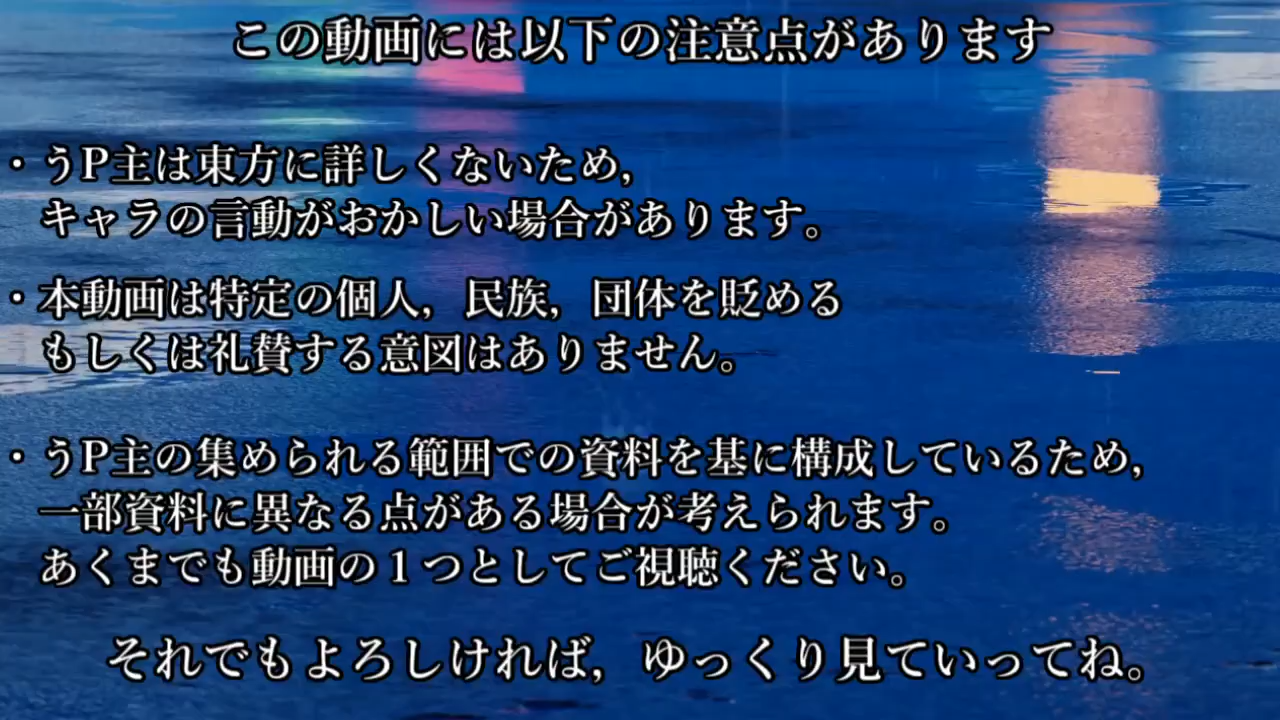 この動画には以下の注意点があります
・うP主は東方に詳しくないため，
キャラの言動がおかしい場合があります。
・本動画は特定の個人，民族，団体を貶める
もしくは礼賛する意図はありません。
・うP主の集められる範囲での資料を基に構成しているため，
一部資料に異なる点がある場合が考えられます。
あくまでも動画の１つとしてご視聴ください。
それでもよろしければ，ゆっくり見ていってね。